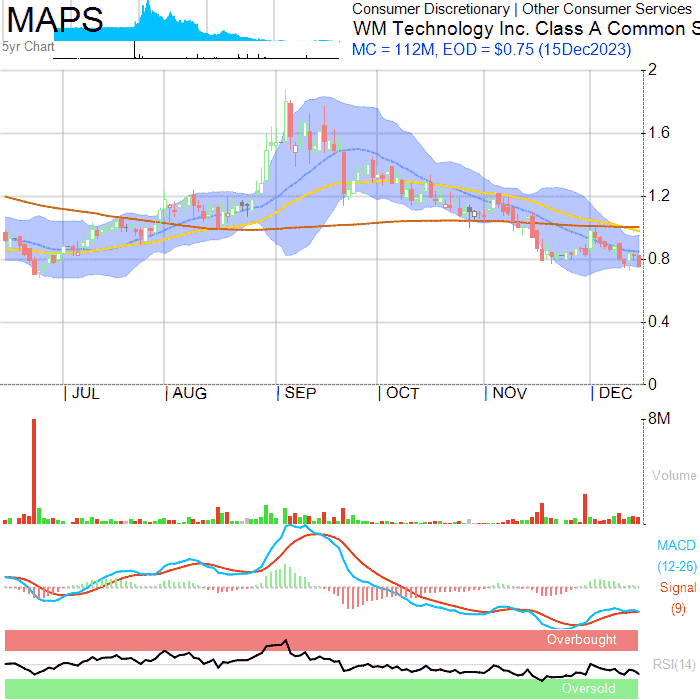 MAPS
Consumer Discretionary | Other Consumer Services
WM Technology Inc. Class A Common S
MC = 112M, EOD = $0.75 (15Dec2023)
5yr Chart
2
1.6
1.2
0.8
0.4
0
| JUL | AUG | SEP | OCT | NOV | DEC
8M
Volume
MACD
(12-26)
Signal
(9)
Overbought
RSI(14)
Oversold